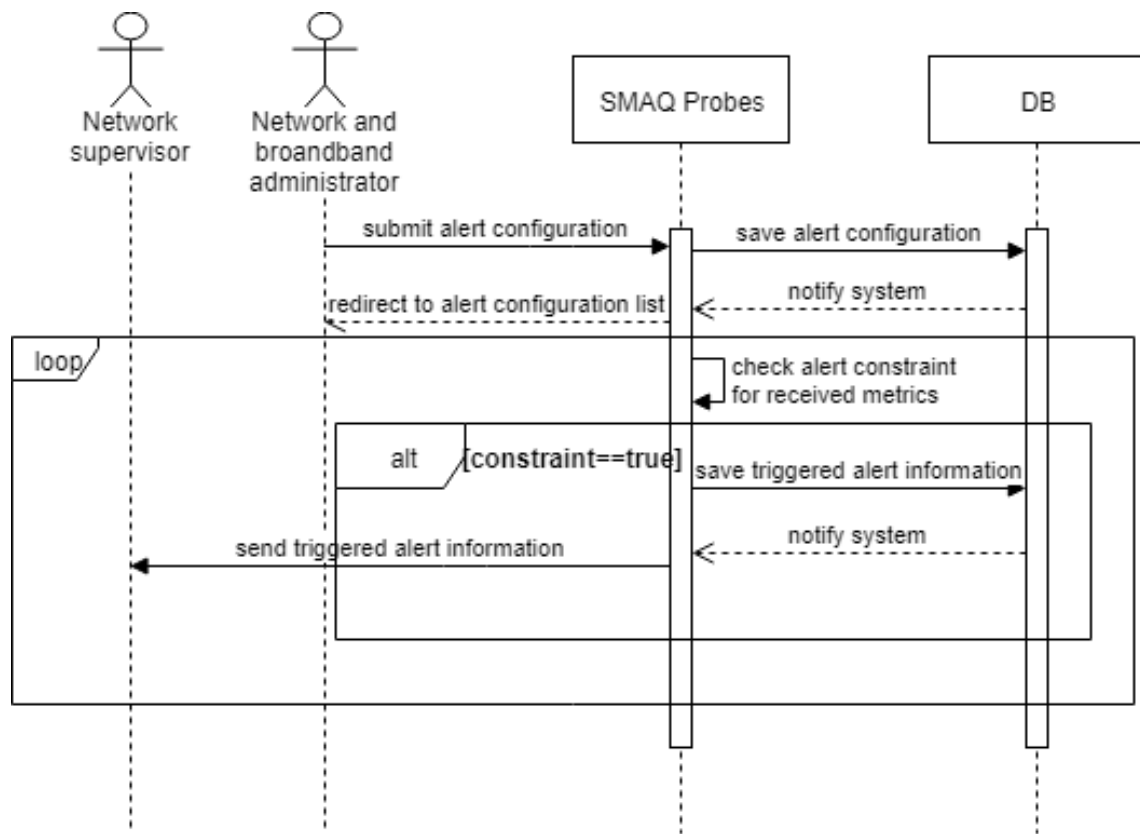 Network
supervisor
Network and
broandband
administrator
SMAQ Probes
DB
submit alert configuration
save alert configuration
notify system
redirect to alert configuration list
loop
check alert constraint
for received metrics
alt
[constraint==true]
save triggered alert information
notify system
send triggered alert information